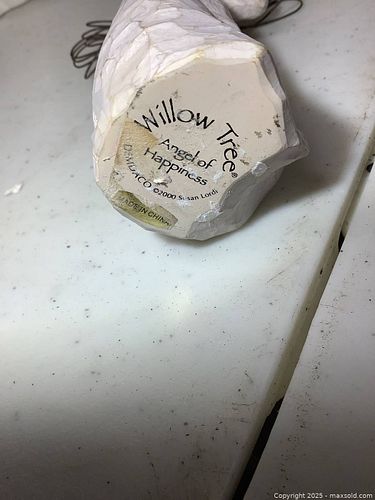 Willow Tree®
Angel of
Happiness
DEMDACO ©2000 Susan Lordi
MADE IN CHINA
Copyright 2025 - maxsold.com